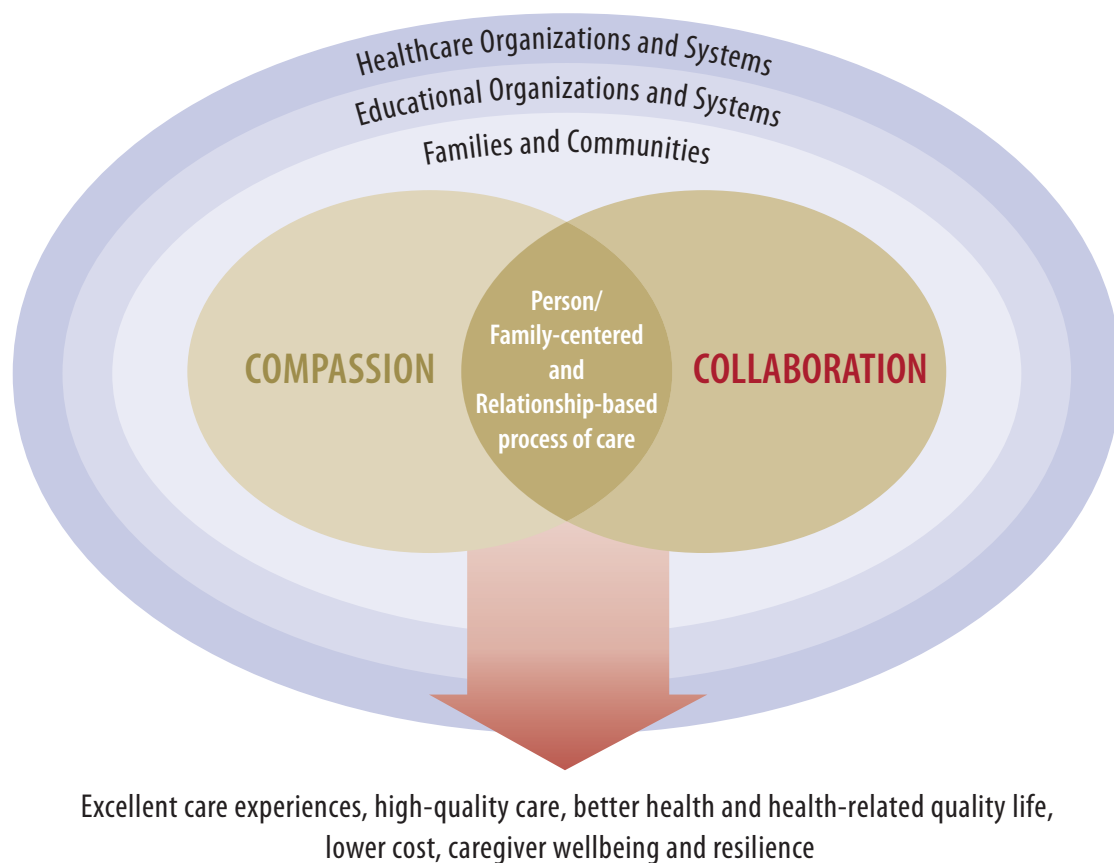 Healthcare Organizations and Systems
Educational Organizations and Systems
Families and Communities
COMPASSION
Person/
Family-centered
and
Relationship-based
process of care
COLLABORATION
Excellent care experiences, high-quality care, better health and health-related quality life,
lower cost, caregiver wellbeing and resilience